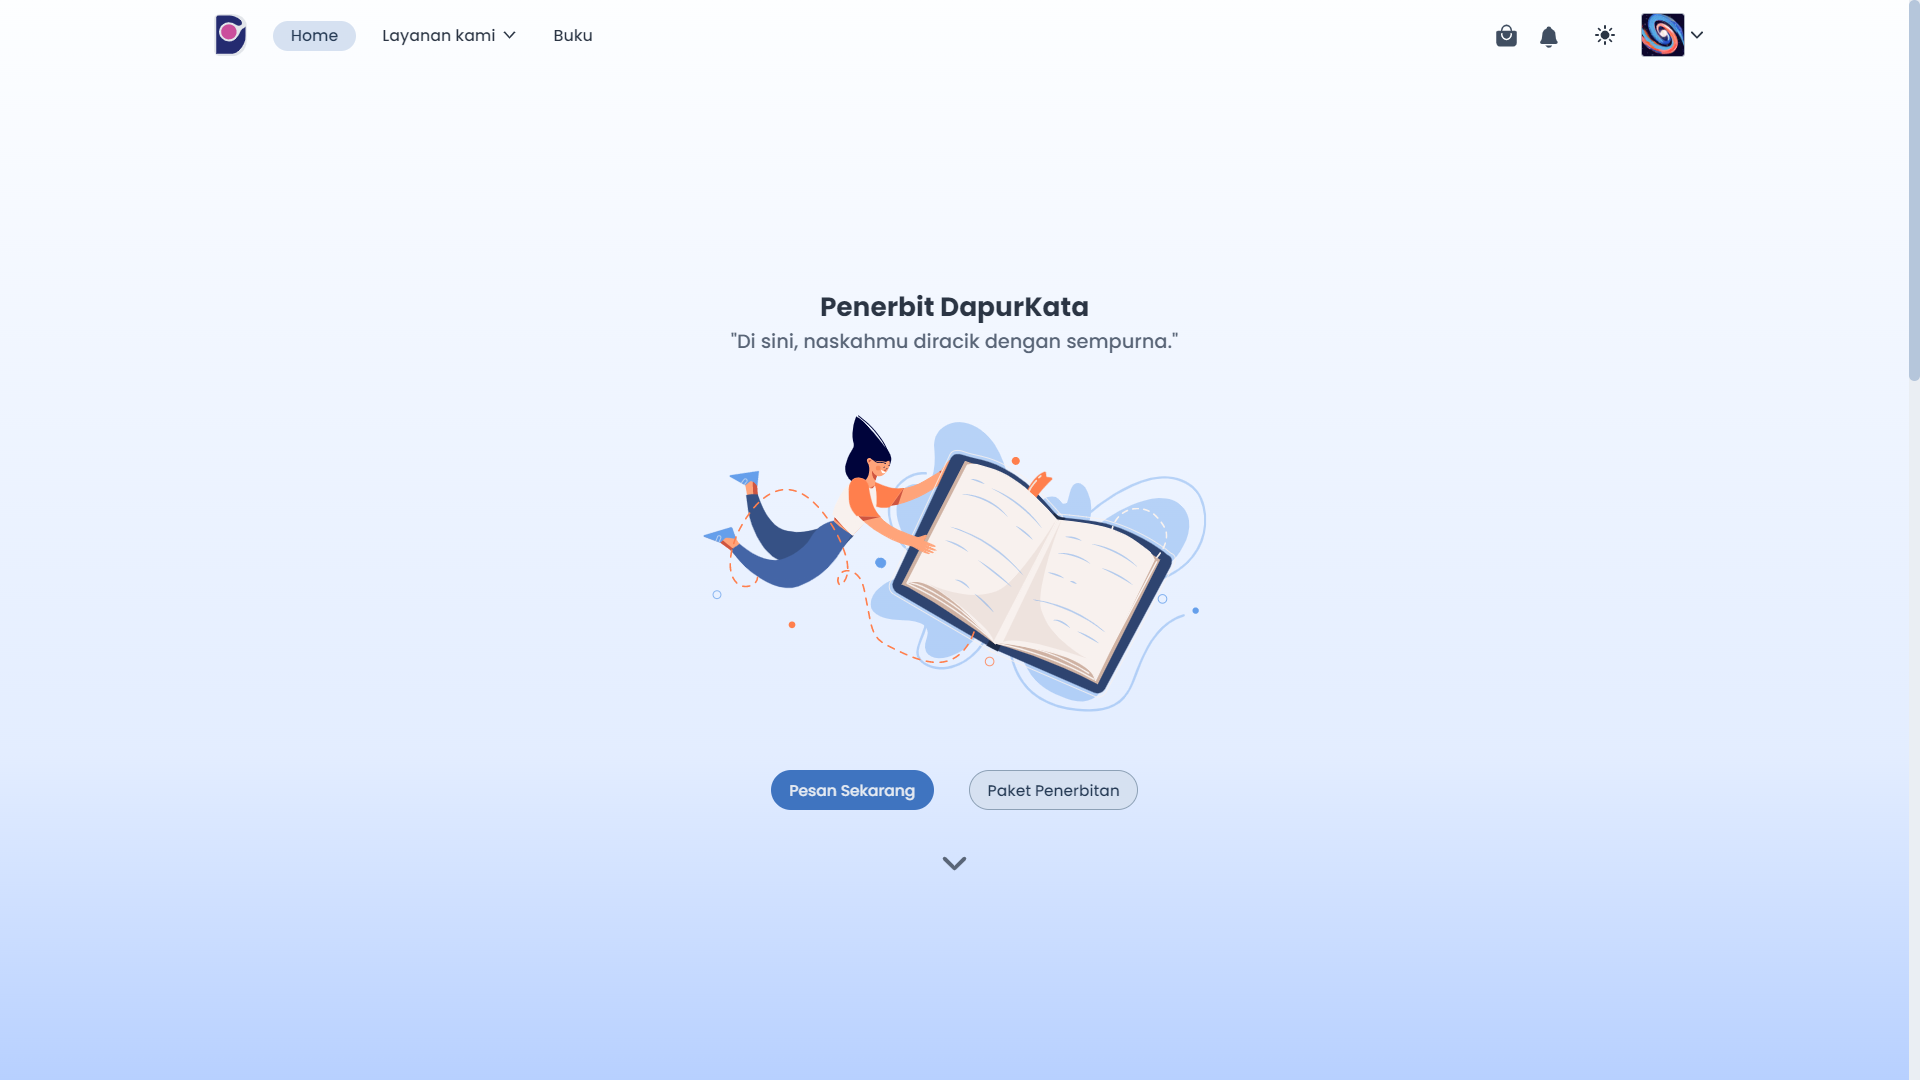 Home
Layanan kami
Buku
Penerbit DapurKata
"Di sini, naskahmu diracik dengan sempurna."
Pesan Sekarang
Paket Penerbitan